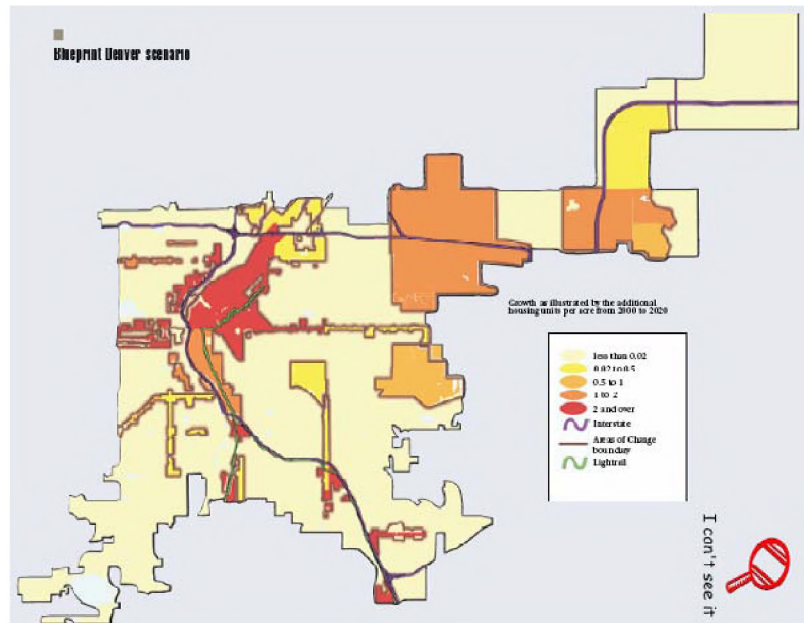 Blueprint Denver scenario
Growth as illustrated by the additional
housing units per acre from 2000 to 2020
less than 0.02
0.02 to 0.5
0.5 to 1
1 to 2
2 and over
Interstate
Areas of Change
boundary
Lightrail
I can't see it